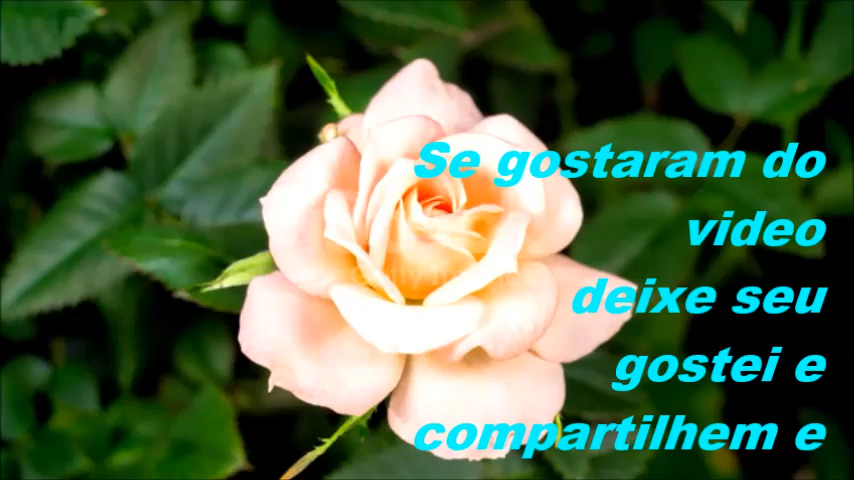 Se gostaram do
video
deixe seu
gostei e
compartilhem e